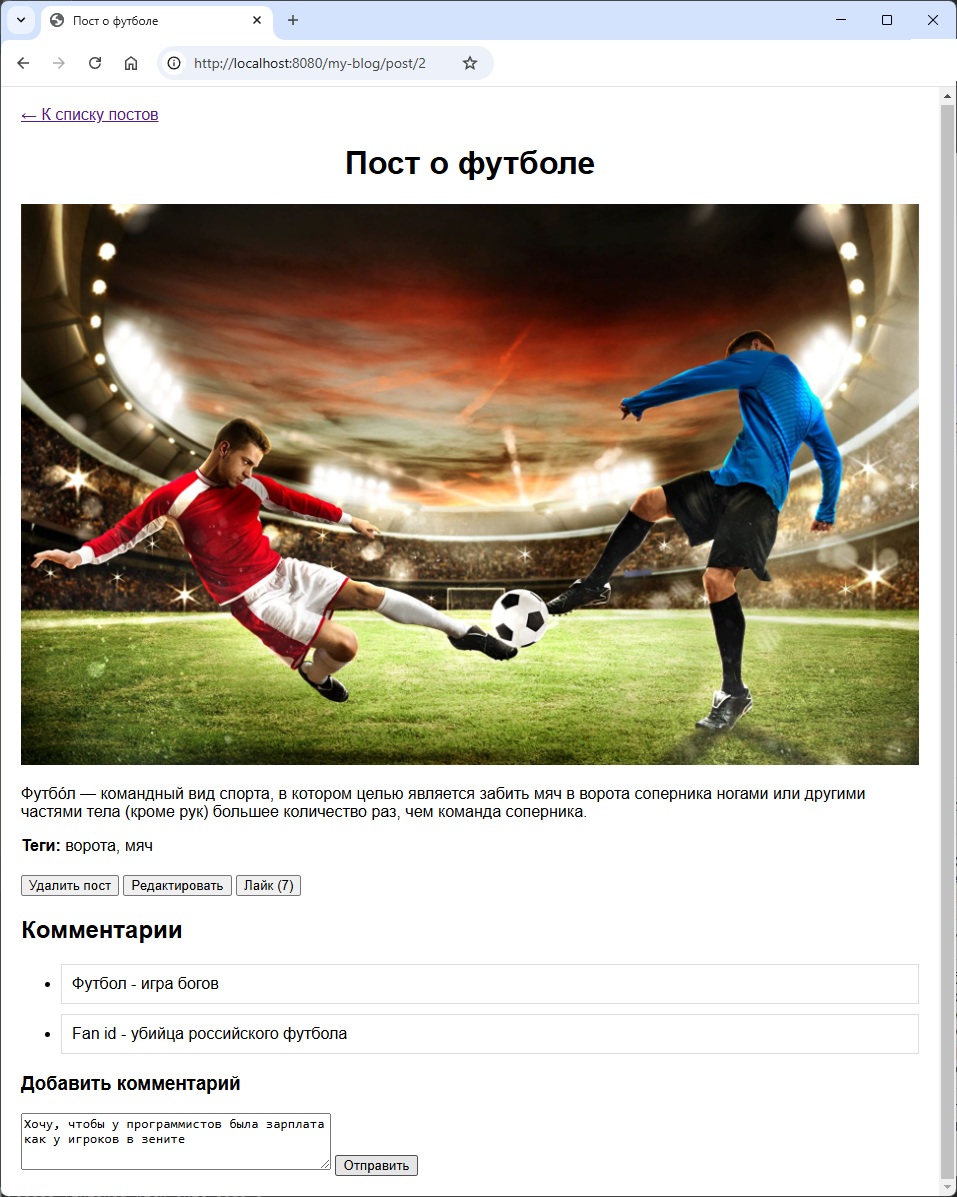 Пост о футболе
http://localhost:8080/my-blog/post/2
← К списку постов
Пост о футболе
Футбо́л — командный вид спорта, в котором целью является забить мяч в ворота соперника ногами или другими
частями тела (кроме рук) большее количество раз, чем команда соперника.
Теги: ворота, мяч
Удалить пост Редактировать Лайк (7)
Комментарии
Футбол - игра богов
Fan id - убийца российского футбола
Добавить комментарий
Хочу, чтобы у программистов была зарплата
как у игроков в зените
Отправить